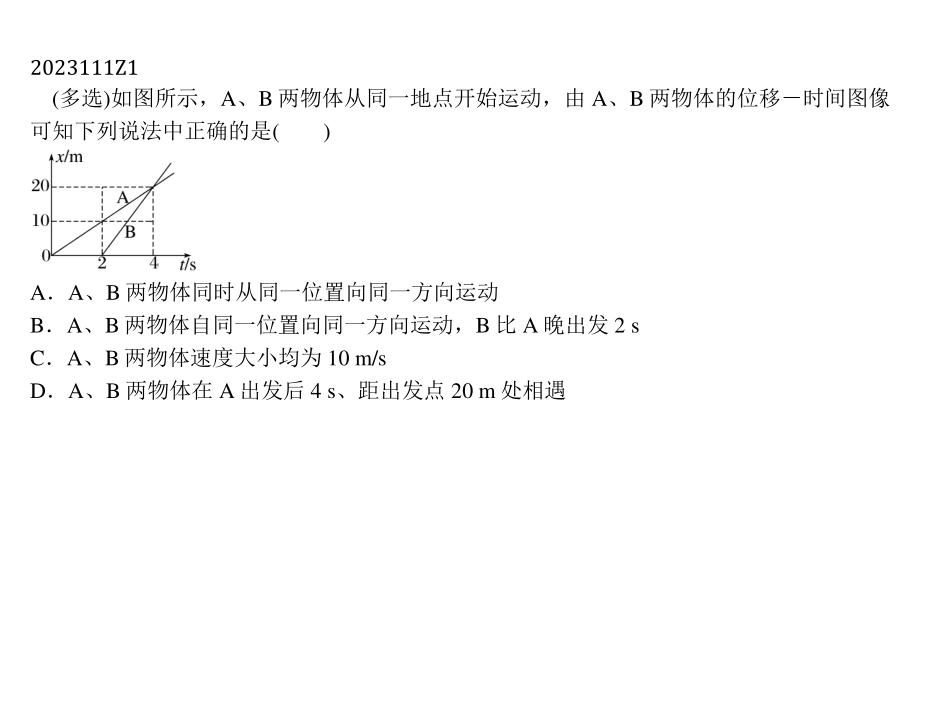 2023111Z1
(多选)如图所示，A、B 两物体从同一地点开始运动，由 A、B 两物体的位移－时间图像
可知下列说法中正确的是(　　)
x/m
20
A
10
B
0
2
4
t/s
A．A、B 两物体同时从同一位置向同一方向运动
B．A、B 两物体自同一位置向同一方向运动，B 比 A 晚出发 2 s
C．A、B 两物体速度大小均为 10 m/s
D．A、B 两物体在 A 出发后 4 s、距出发点 20 m 处相遇